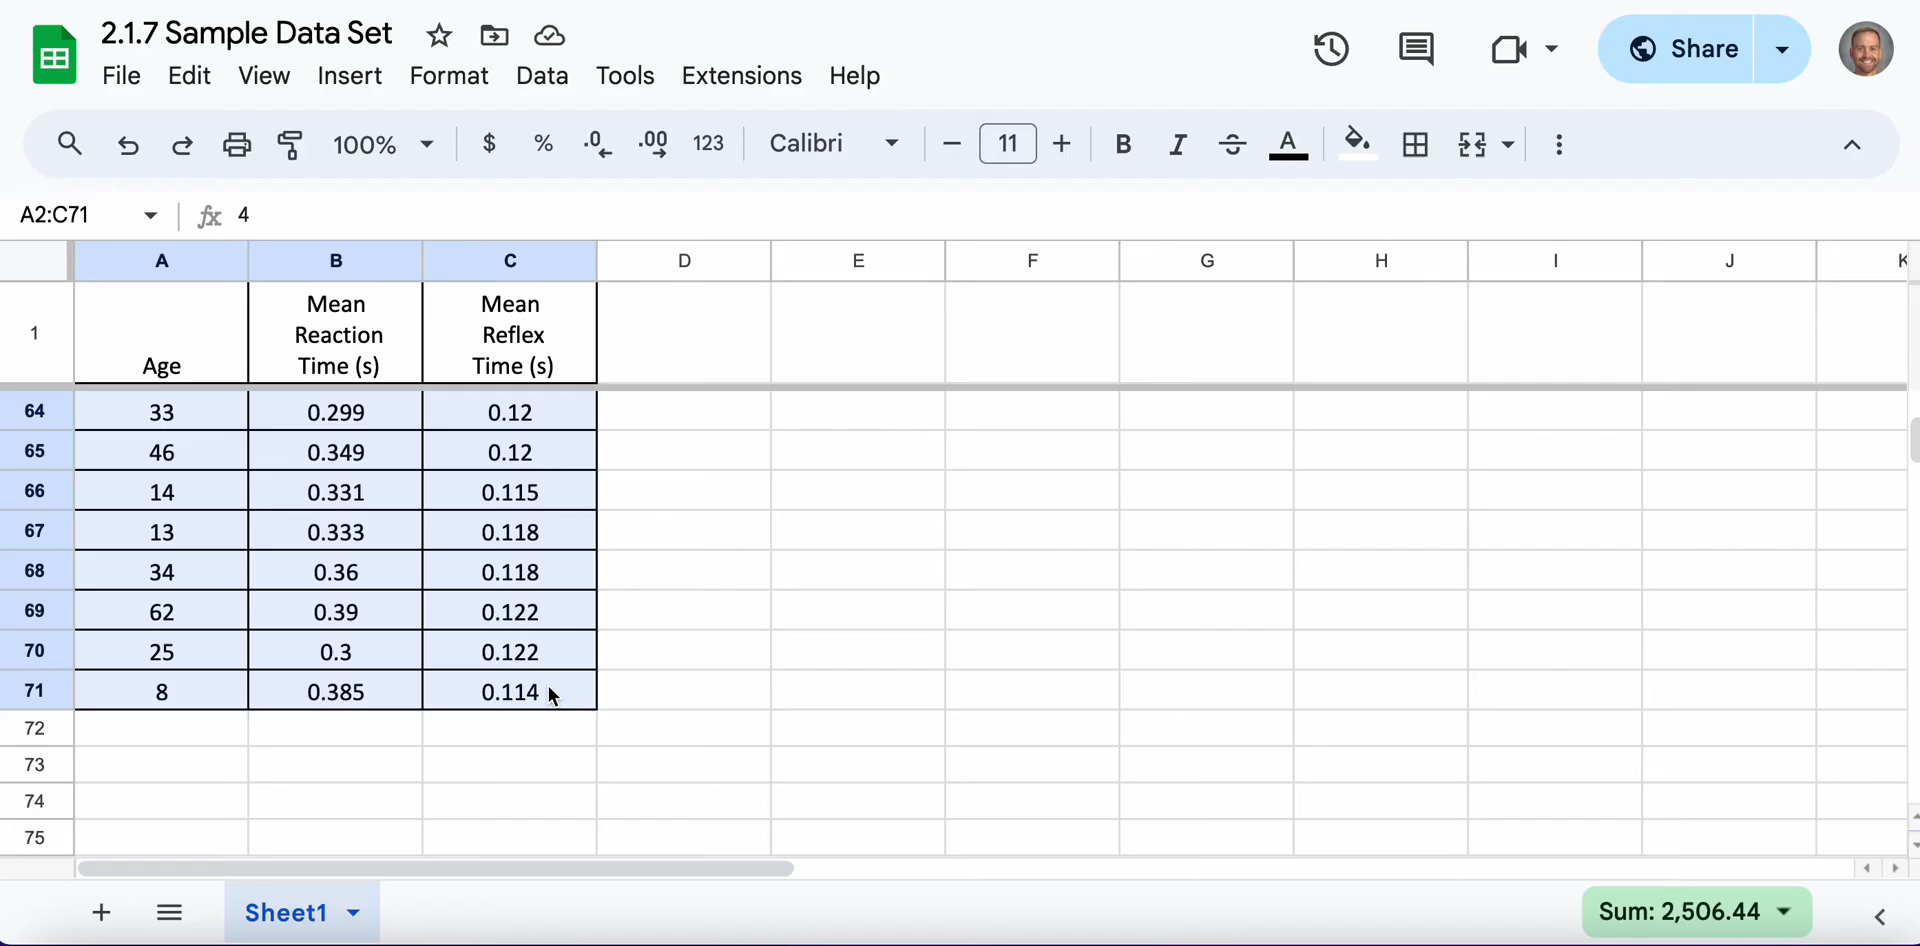 2.1.7 Sample Data Set
File Edit View Insert Format Data Tools Extensions Help
Share
100% $ % .0 .00 123 Calibri 11 B I S A
A2:C71 fx 4
A B C D E F G H I J K
1 Age Mean Reaction Time (s) Mean Reflex Time (s)
64 33 0.299 0.12
65 46 0.349 0.12
66 14 0.331 0.115
67 13 0.333 0.118
68 34 0.36 0.118
69 62 0.39 0.122
70 25 0.3 0.122
71 8 0.385 0.114
72
73
74
75
Sheet1 Sum: 2,506.44